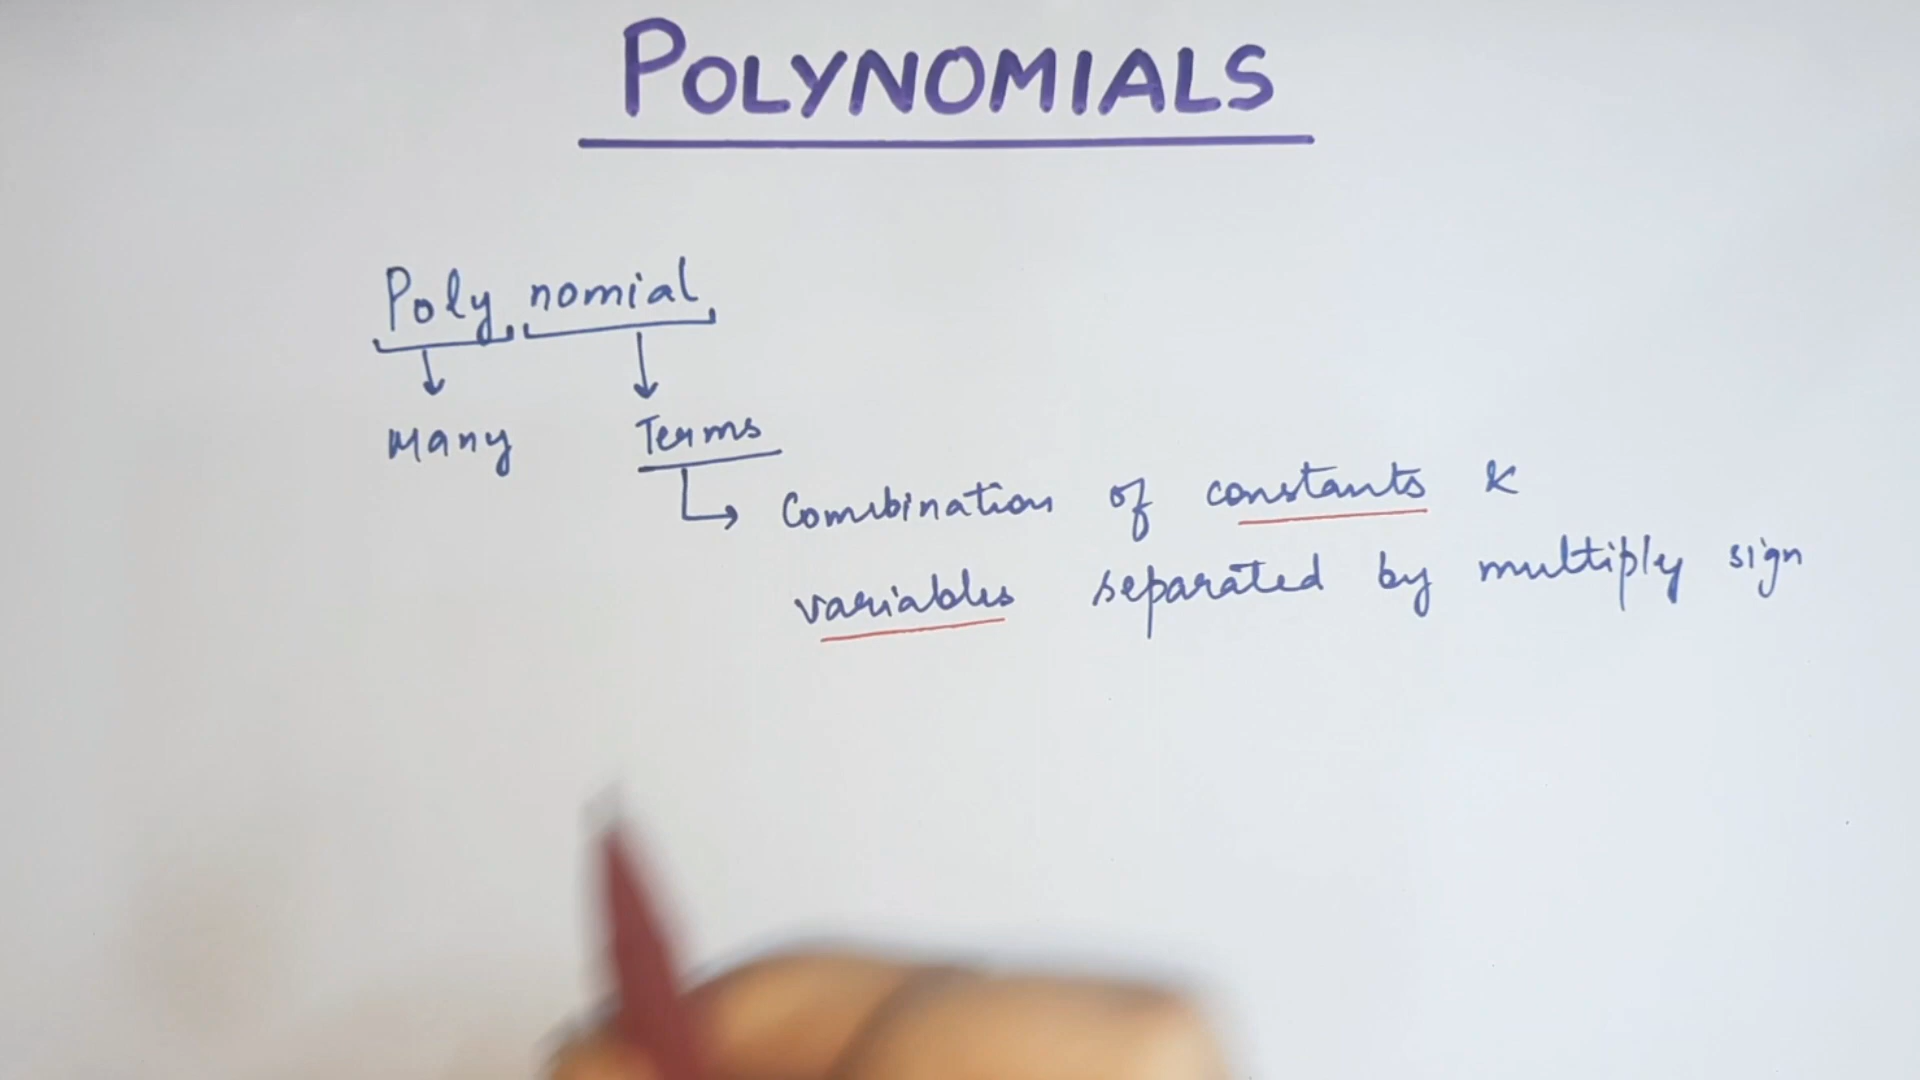 POLYNOMIALS
Poly nomial
Many Terms
Combination of constants &
variables separated by multiply sign